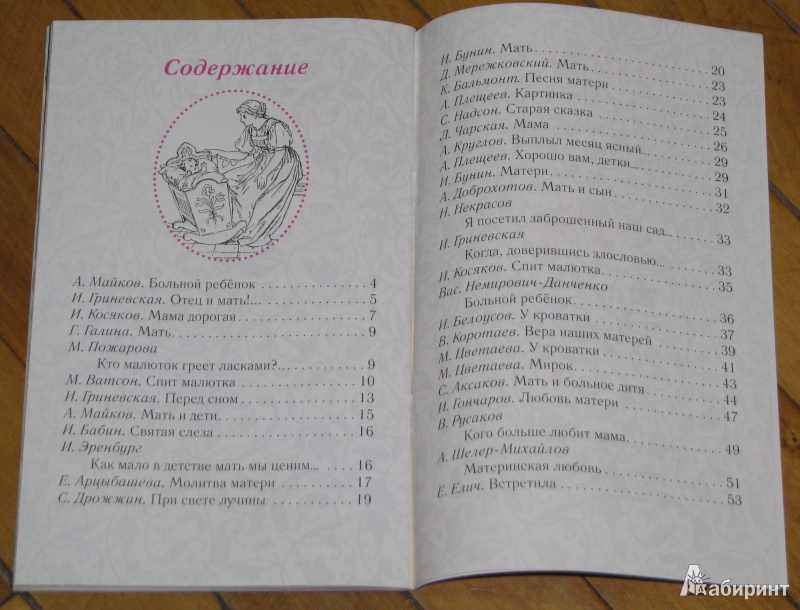 Содержание
А. Майков. Больной ребёнок 4
И. Гриневская. Отец и мать!... 5
И. Косяков. Мама дорогая 7
Г. Галина. Мать 9
М. Пожарова
Кто малюток греет ласками?... 9
М. Ватсон. Спит малютка 10
И. Гриневская. Перед сном 13
А. Майков. Мать и дети 15
И. Бабин. Святая слеза 16
И. Эренбург
Как мало в детстве мать мы ценим... 16
Е. Арцыбашева. Молитва матери 17
С. Дрожжин. При свете лучины 19
И. Бунин. Мать 20
Д. Мережковский. Мать 23
К. Бальмонт. Песня матери 23
А. Плещеев. Картинка 24
С. Надсон. Старая сказка 25
Л. Чарская. Мама 26
А. Круглов. Выплыл месяц ясный... 29
А. Плещеев. Хорошо вам, детки... 29
И. Бунин. Матери 31
А. Доброхотов. Мать и сын 32
Н. Некрасов
Я посетил заброшенный наш сад... 33
И. Гриневская
Когда, доверившись злословью... 33
И. Косяков. Спит малютка 35
Вас. Немирович-Данченко
Больной ребёнок 36
И. Белоусов. У кроватки 37
В. Коротаев. Вера наших матерей 39
М. Цветаева. У кроватки 41
М. Цветаева. Мирок 43
С. Аксаков. Мать и больное дитя 44
И. Гончаров. Любовь матери 47
В. Русаков
Кого больше любит мама 49
А. Шелер-Михайлов
Материнская любовь 51
Е. Елич. Встретила 53
Лабиринт